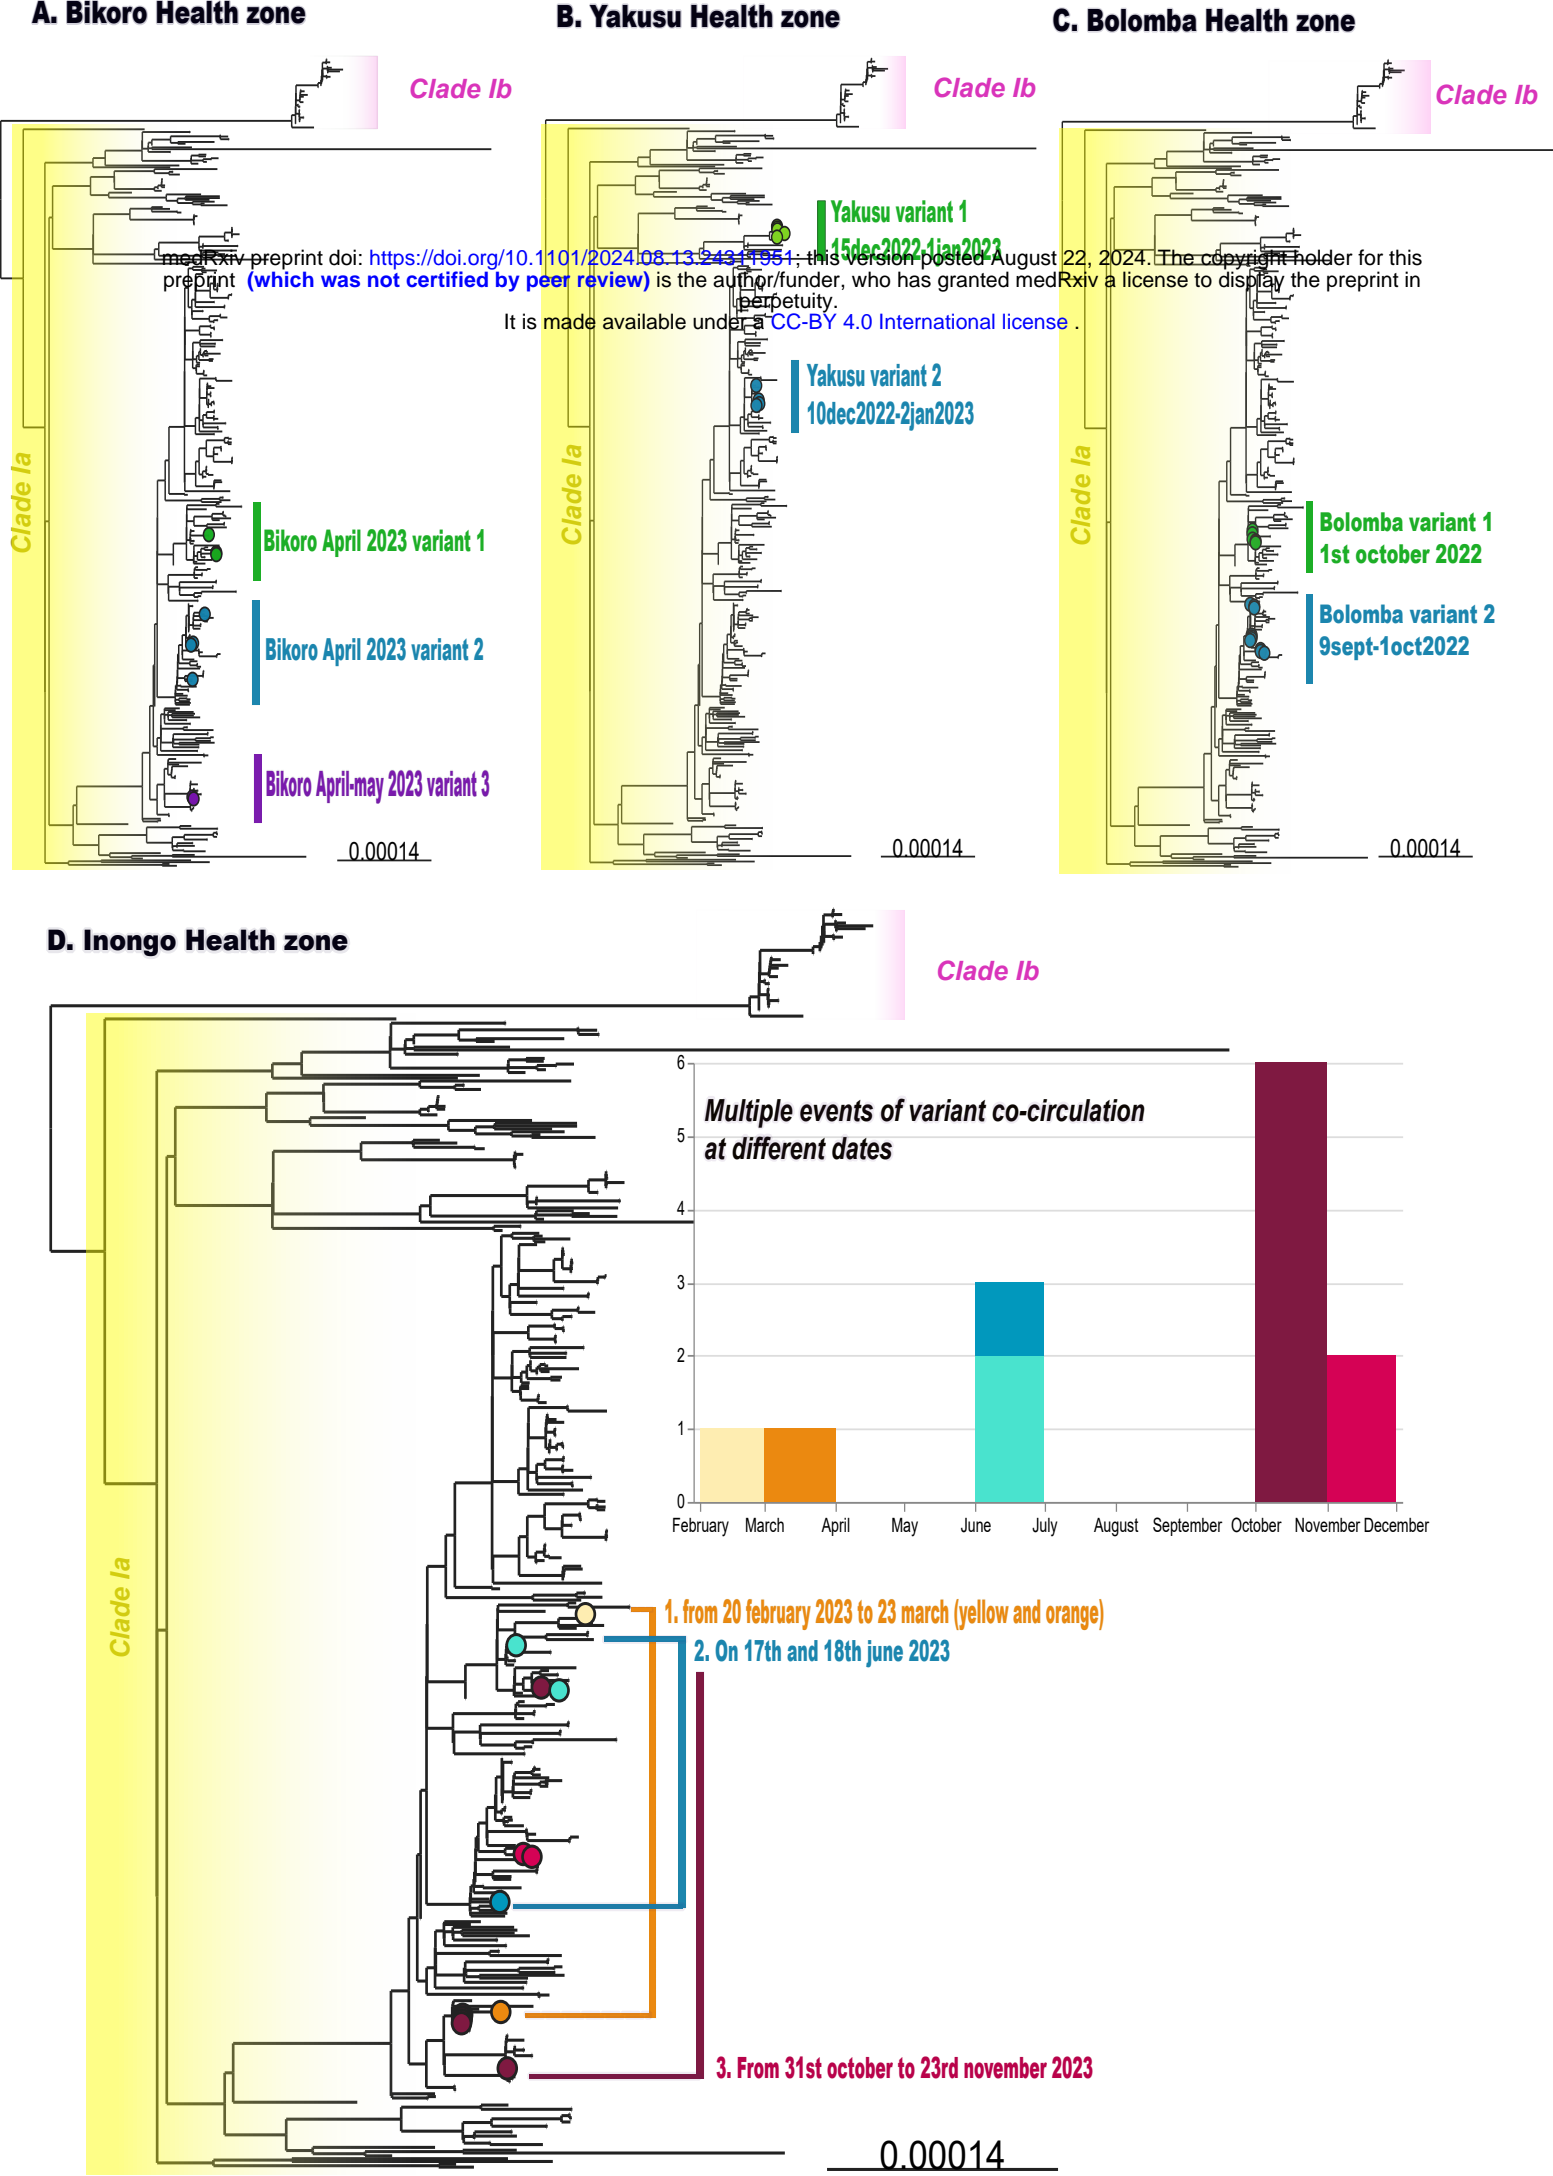 A. Bikoro Health zone
B. Yakusu Health zone
C. Bolomba Health zone
Clade Ib
Clade Ib
Clade Ib
Yakusu variant 1
15dec2022-1jan2023
medRxiv preprint doi: https://doi.org/10.1101/2024.08.13.24311951; this version posted August 22, 2024. The copyright holder for this
preprint (which was not certified by peer review) is the author/funder, who has granted medRxiv a license to display the preprint in
perpetuity.
It is made available under a CC-BY 4.0 International license .
Yakusu variant 2
10dec2022-2jan2023
Clade Ia
Clade Ia
Clade Ia
Bikoro April 2023 variant 1
Bikoro April 2023 variant 2
Bikoro April-may 2023 variant 3
Bolomba variant 1
1st october 2022
Bolomba variant 2
9sept-1oct2022
0.00014
0.00014
0.00014
D. Inongo Health zone
Clade Ib
Multiple events of variant co-circulation
at different dates
6
5
4
3
2
1
0
February March April May June July August September October November December
Clade Ia
1. from 20 february 2023 to 23 march (yellow and orange)
2. On 17th and 18th june 2023
3. From 31st october to 23rd november 2023
0.00014